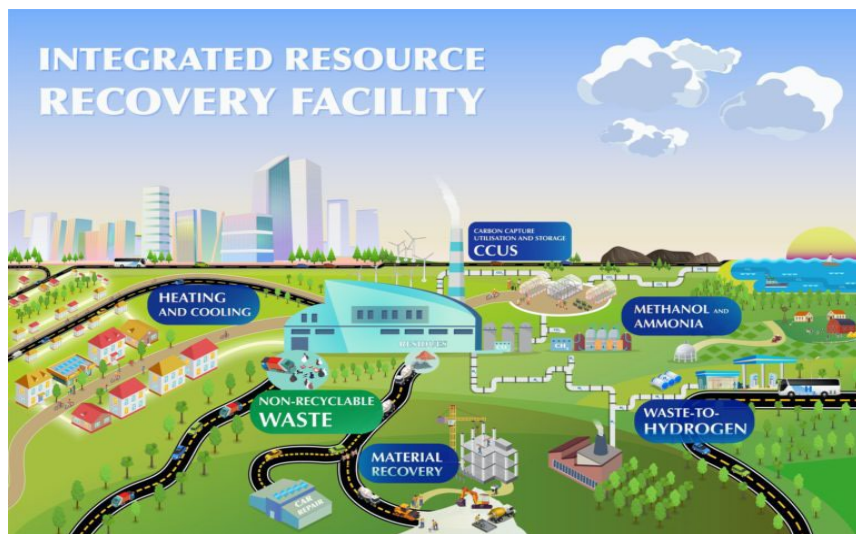 INTEGRATED RESOURCE
RECOVERY FACILITY
CARBON CAPTURE
UTILISATION AND STORAGE
CCUS
HEATING
AND COOLING
METHANOL AND
AMMONIA
RESIDUES
NON-RECYCLABLE
WASTE
WASTE-TO-
HYDROGEN
MATERIAL
RECOVERY
CAR
REPAIR